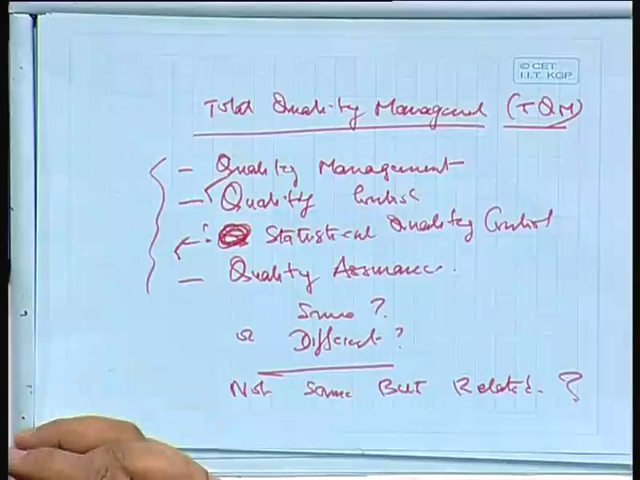 © CET
I.I.T. KGP
Total Quality Management (TQM)
- Quality Management
- Quality Control
: Statistical Quality Control
- Quality Assurance.
Same ?
or Different ?
Not Same But Related. ?